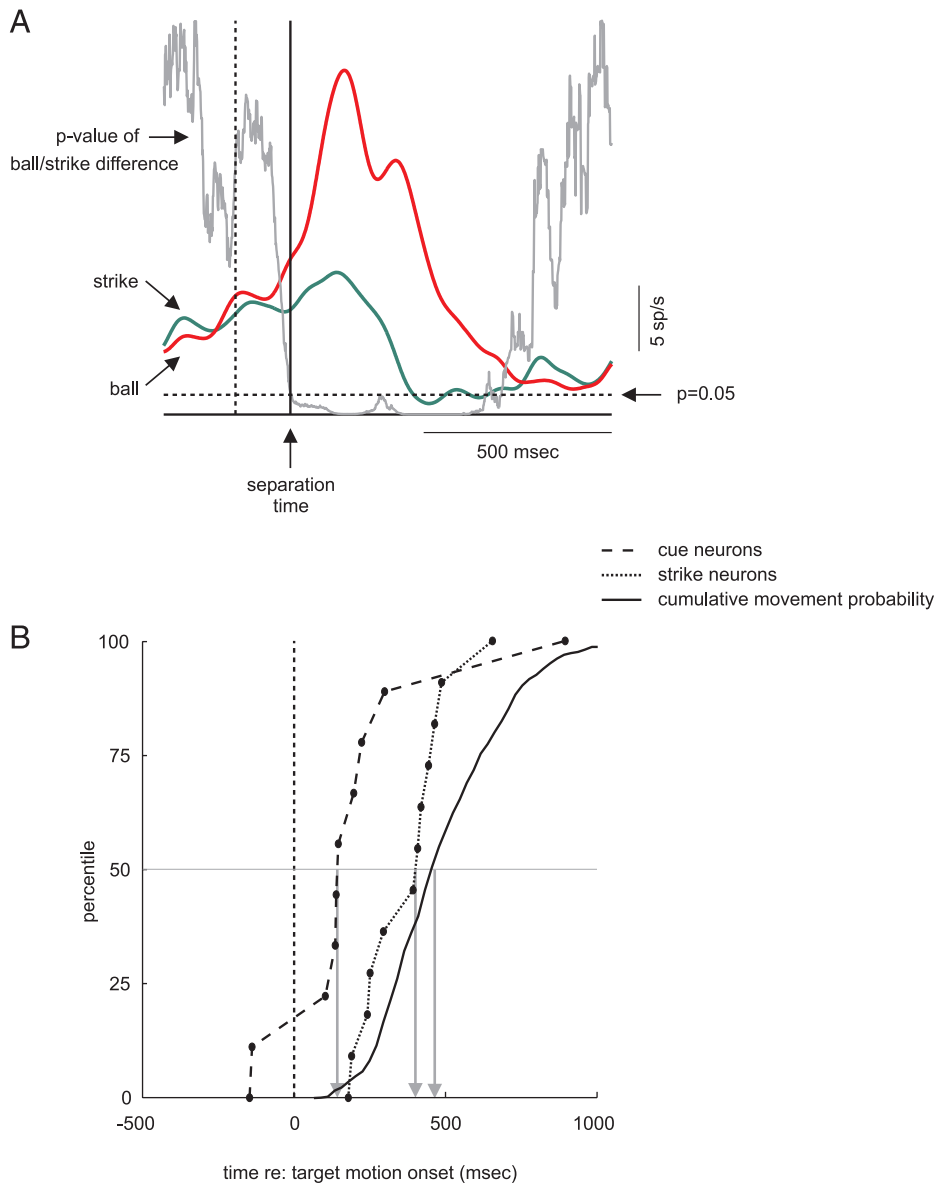 A
p-value of
ball/strike difference
strike
ball
5 sp/s
p=0.05
500 msec
separation
time
cue neurons
strike neurons
cumulative movement probability
B
100
75
50
25
0
percentile
-500
0
500
1000
time re: target motion onset (msec)